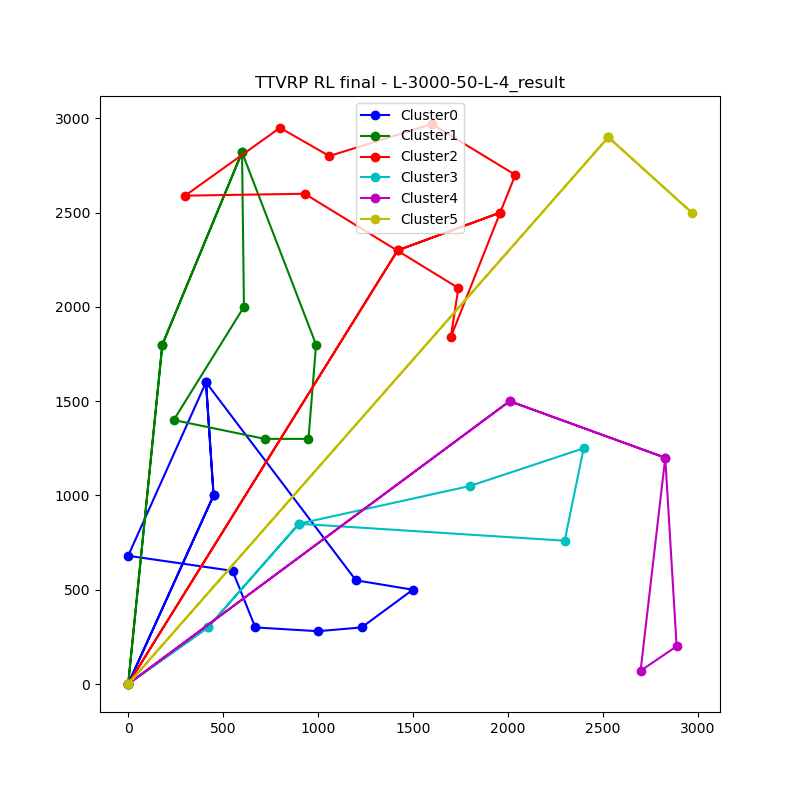 TTVRP RL final - L-3000-50-L-4_result
Cluster0
Cluster1
Cluster2
Cluster3
Cluster4
Cluster5
3000
2500
2000
1500
1000
500
0
0 500 1000 1500 2000 2500 3000